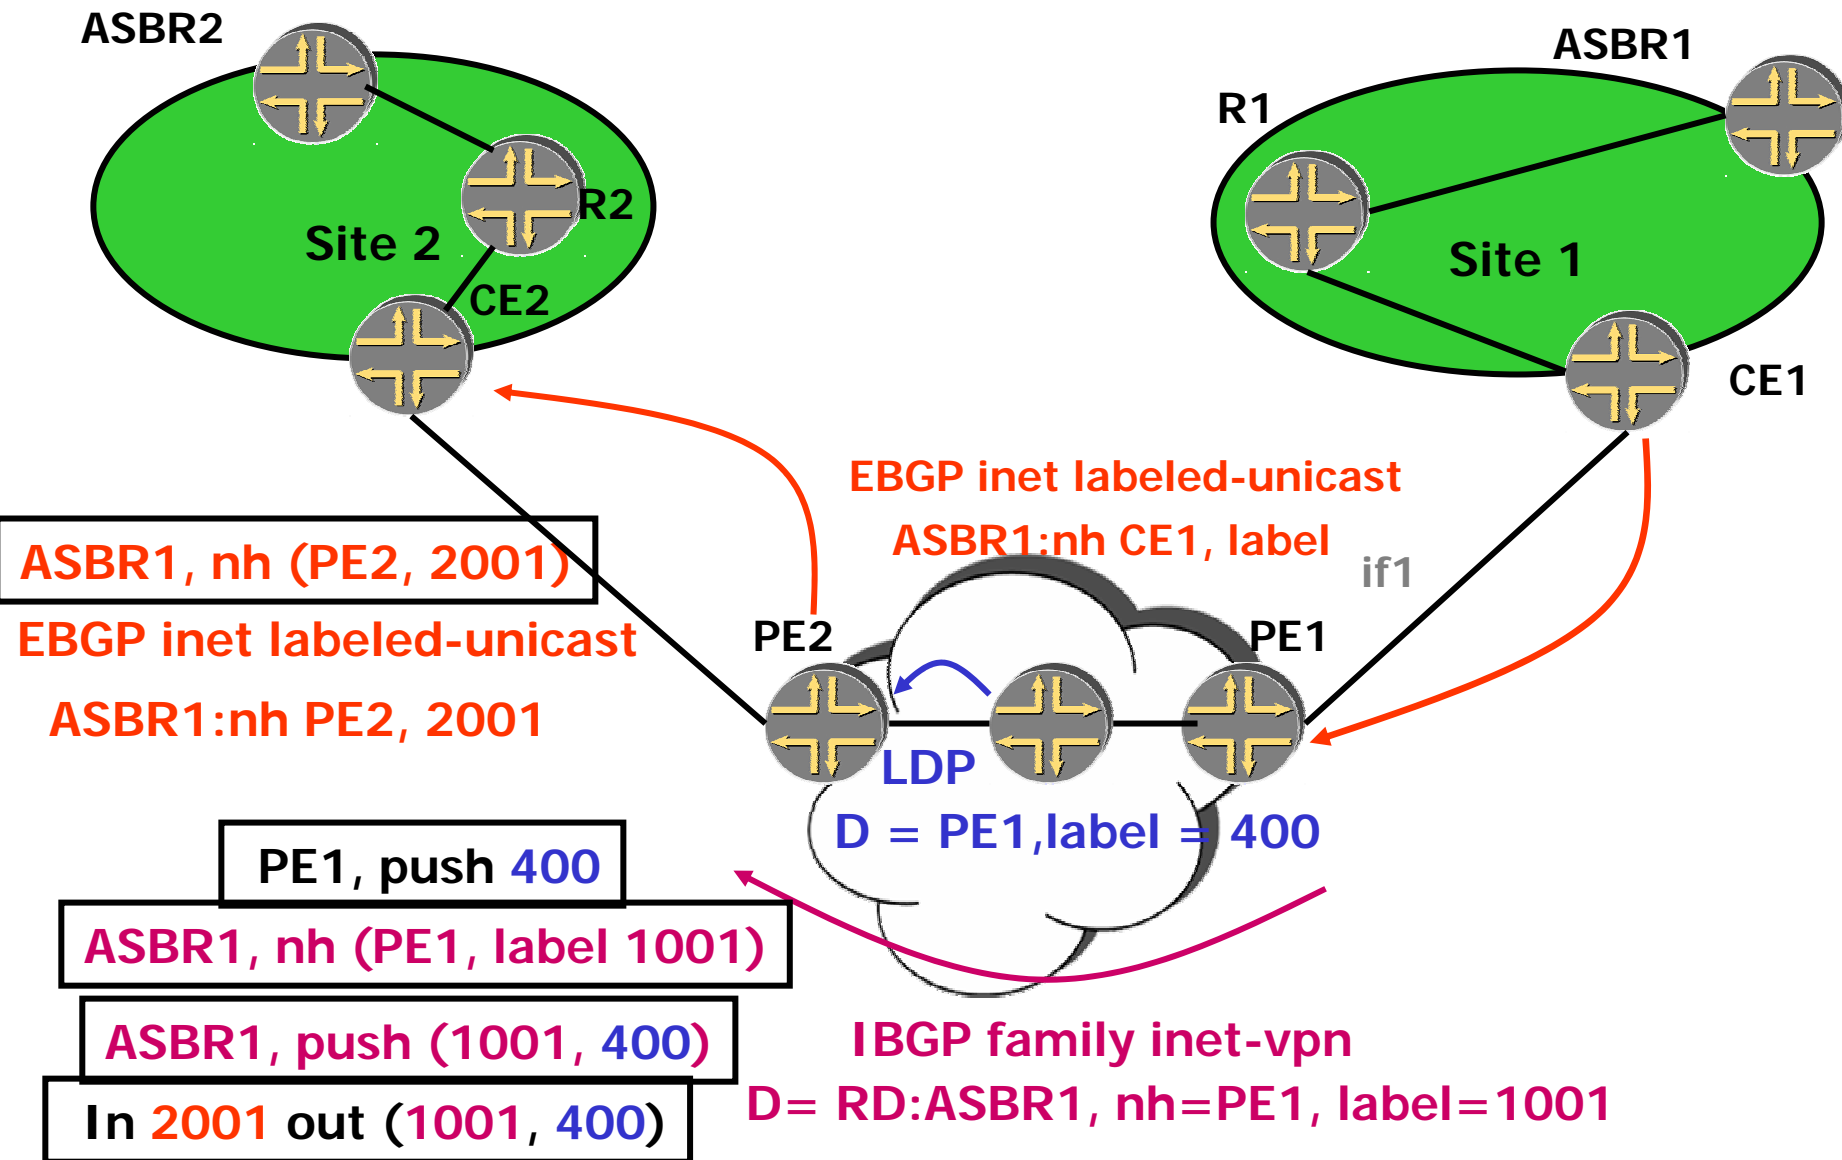 ASBR2
ASBR1
R1
R2
Site 2
Site 1
CE2
CE1
EBGP inet labeled-unicast
ASBR1:nh CE1, label
if1
ASBR1, nh (PE2, 2001)
EBGP inet labeled-unicast
ASBR1:nh PE2, 2001
PE2
PE1
LDP
D = PE1,label = 400
PE1, push 400
ASBR1, nh (PE1, label 1001)
ASBR1, push (1001, 400)
In 2001 out (1001, 400)
IBGP family inet-vpn
D= RD:ASBR1, nh=PE1, label=1001